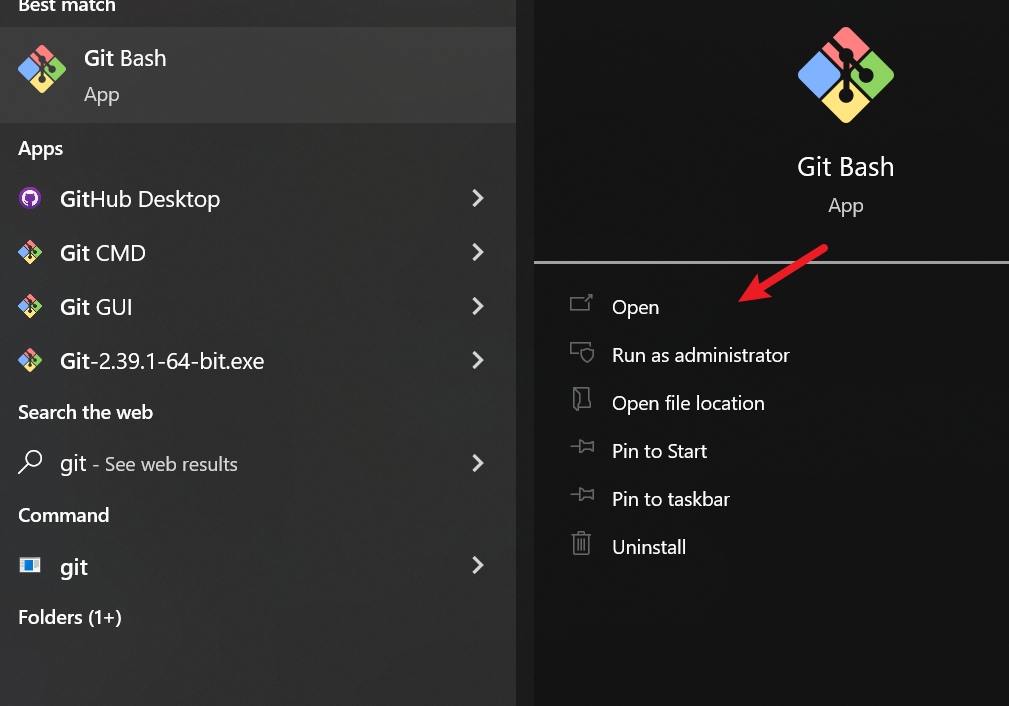 Best match
Git Bash
App
Apps
GitHub Desktop
Git CMD
Git GUI
Git-2.39.1-64-bit.exe
Search the web
git - See web results
Command
git
Folders (1+)
Git Bash
App
Open
Run as administrator
Open file location
Pin to Start
Pin to taskbar
Uninstall